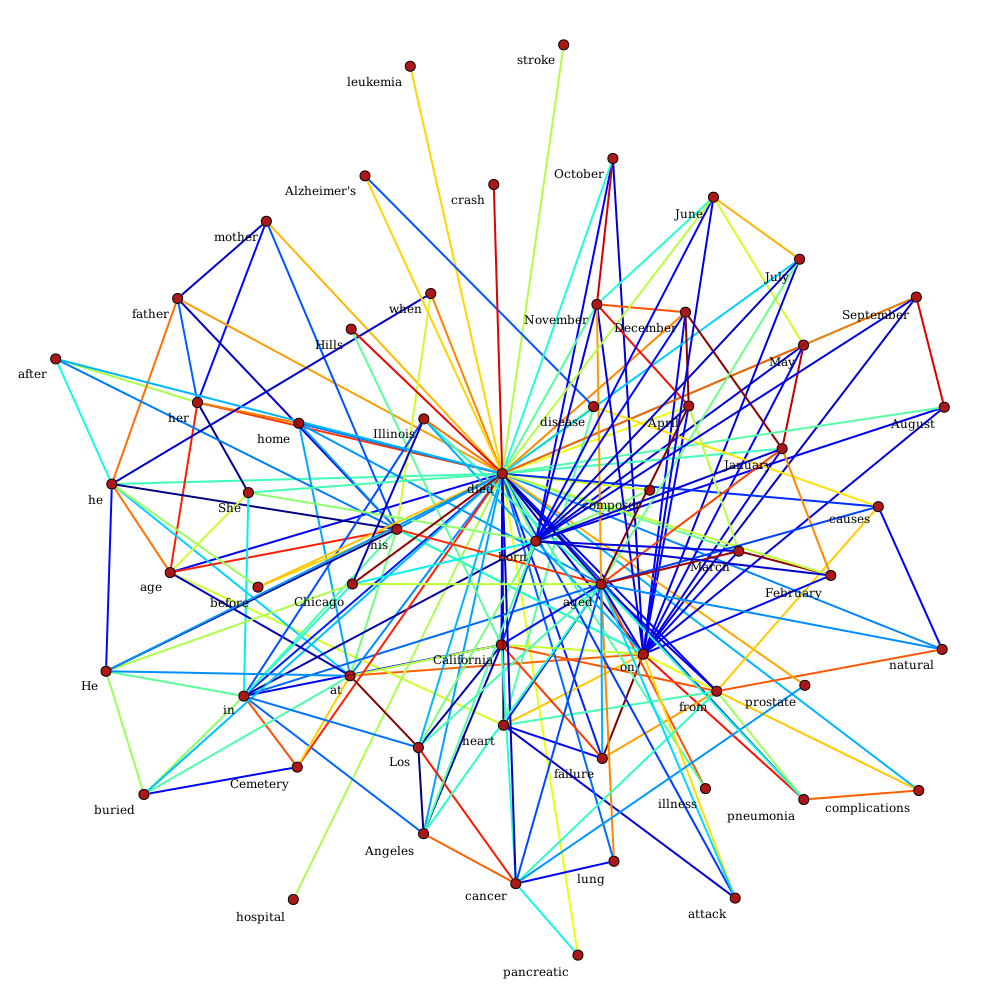 stroke
leukemia
October
Alzheimer's
crash
June
mother
July
when
father
November
December
September
Hills
May
after
her
home
Illinois
disease
April
August
January
died
he
She
composer
causes
his
born
March
age
before
Chicago
aged
February
California
on
natural
He
in
at
from
prostate
heart
Los
failure
Cemetery
illness
buried
pneumonia
complications
Angeles
lung
cancer
hospital
attack
pancreatic